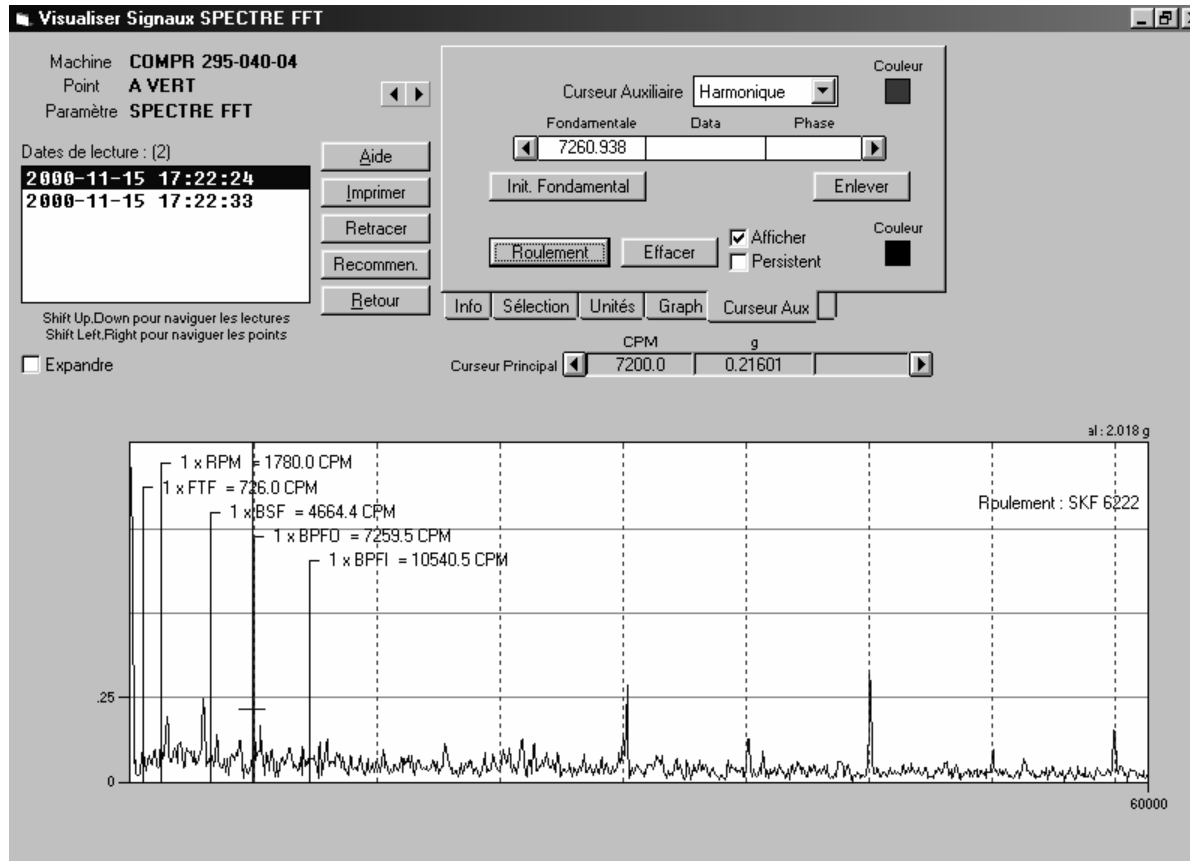 Visualiser Signaux SPECTRE FFT
Machine COMPR 295-040-04
Point A VERT
Paramètre SPECTRE FFT
Dates de lecture : (2)
2000-11-15 17:22:24
2000-11-15 17:22:33
Shift Up,Down pour naviguer les lectures
Shift Left,Right pour naviguer les points
Expandre
Aide
Imprimer
Retracer
Recommen.
Retour
Curseur Auxiliaire Harmonique
Couleur
Fondamentale Data Phase
7260.938
Init. Fondamental Enlever
Roulement Effacer
Afficher
Persistent
Couleur
Info Sélection Unités Graph Curseur Aux
CPM g
Curseur Principal 7200.0 0.21601
al : 2.018 g
1 x RPM = 1780.0 CPM
1 x FTF = 726.0 CPM
1 x BSF = 4664.4 CPM
1 x BPFO = 7259.5 CPM
1 x BPFI = 10540.5 CPM
Roulement : SKF 6222
.25
0
60000